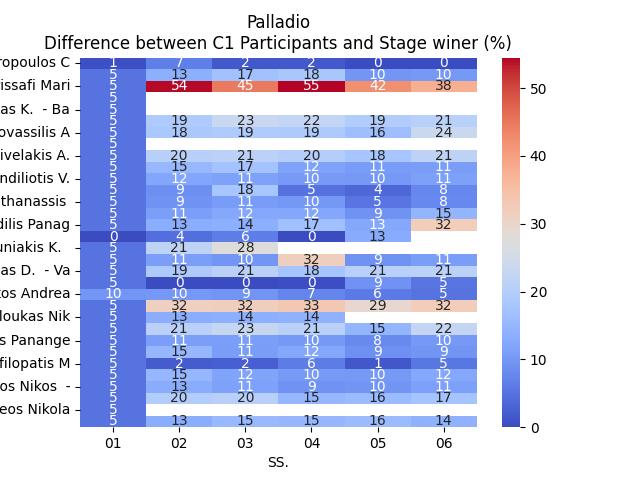 Palladio
Difference between C1 Participants and Stage winer (%)
ropoulos C 1 7 2 2 0 0
5 13 17 18 10 10
issafi Mari 5 54 45 55 42 38
5
as K. - Ba 5
5 19 23 22 19 21
ovassilis A 5 18 19 19 16 24
5
ivelakis A. 5 20 21 20 18 21
5 15 17 12 11 11
ndiliotis V. 5 12 11 10 10 11
5 9 18 5 4 8
thanassis 5 9 11 10 5 8
5 11 12 12 9 15
dilis Panag 5 13 14 17 13 32
0 4 6 0 13
uniakis K. 5 21 28
5 11 10 32 9 11
as D. - Va 5 19 21 18 21 21
5 0 0 0 9 5
kos Andrea 10 10 9 7 6 5
5 32 32 33 29 32
loukas Nik 5 13 14 14
5 21 23 21 15 22
s Panange 5 11 11 10 8 10
5 15 11 12 9 9
filopatis M 5 2 2 6 1 5
5 15 12 10 10 12
os Nikos - 5 13 11 9 10 11
5 20 20 15 16 17
eos Nikola 5
5 13 15 15 16 14
01 02 03 04 05 06
SS.
50
40
30
20
10
0